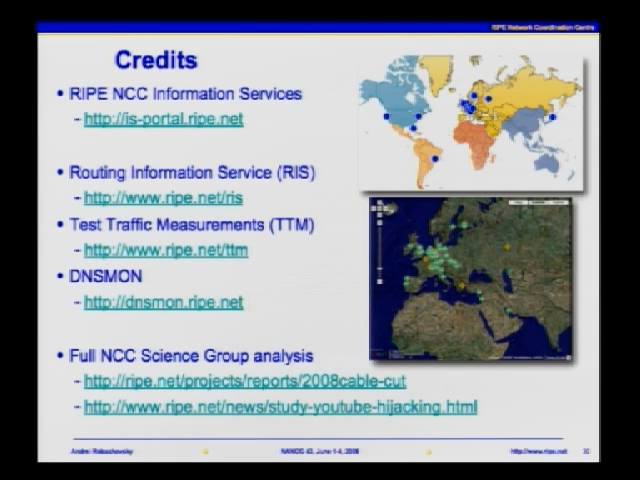 RIPE Network Coordination Centre
Credits
• RIPE NCC Information Services
- http://is-portal.ripe.net
• Routing Information Service (RIS)
- http://www.ripe.net/ris
• Test Traffic Measurements (TTM)
- http://www.ripe.net/ttm
• DNSMON
- http://dnsmon.ripe.net
• Full NCC Science Group analysis
- http://ripe.net/projects/reports/2008cable-cut
- http://www.ripe.net/news/study-youtube-hijacking.html
Andrei Robachevsky
NANOG 43, June 1-4, 2008
http://www.ripe.net